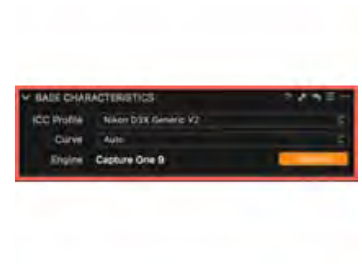 BASE CHARACTERISTICS
ICC Profile Nikon D3X Generic V2
Curve Auto
Engine Capture One 9